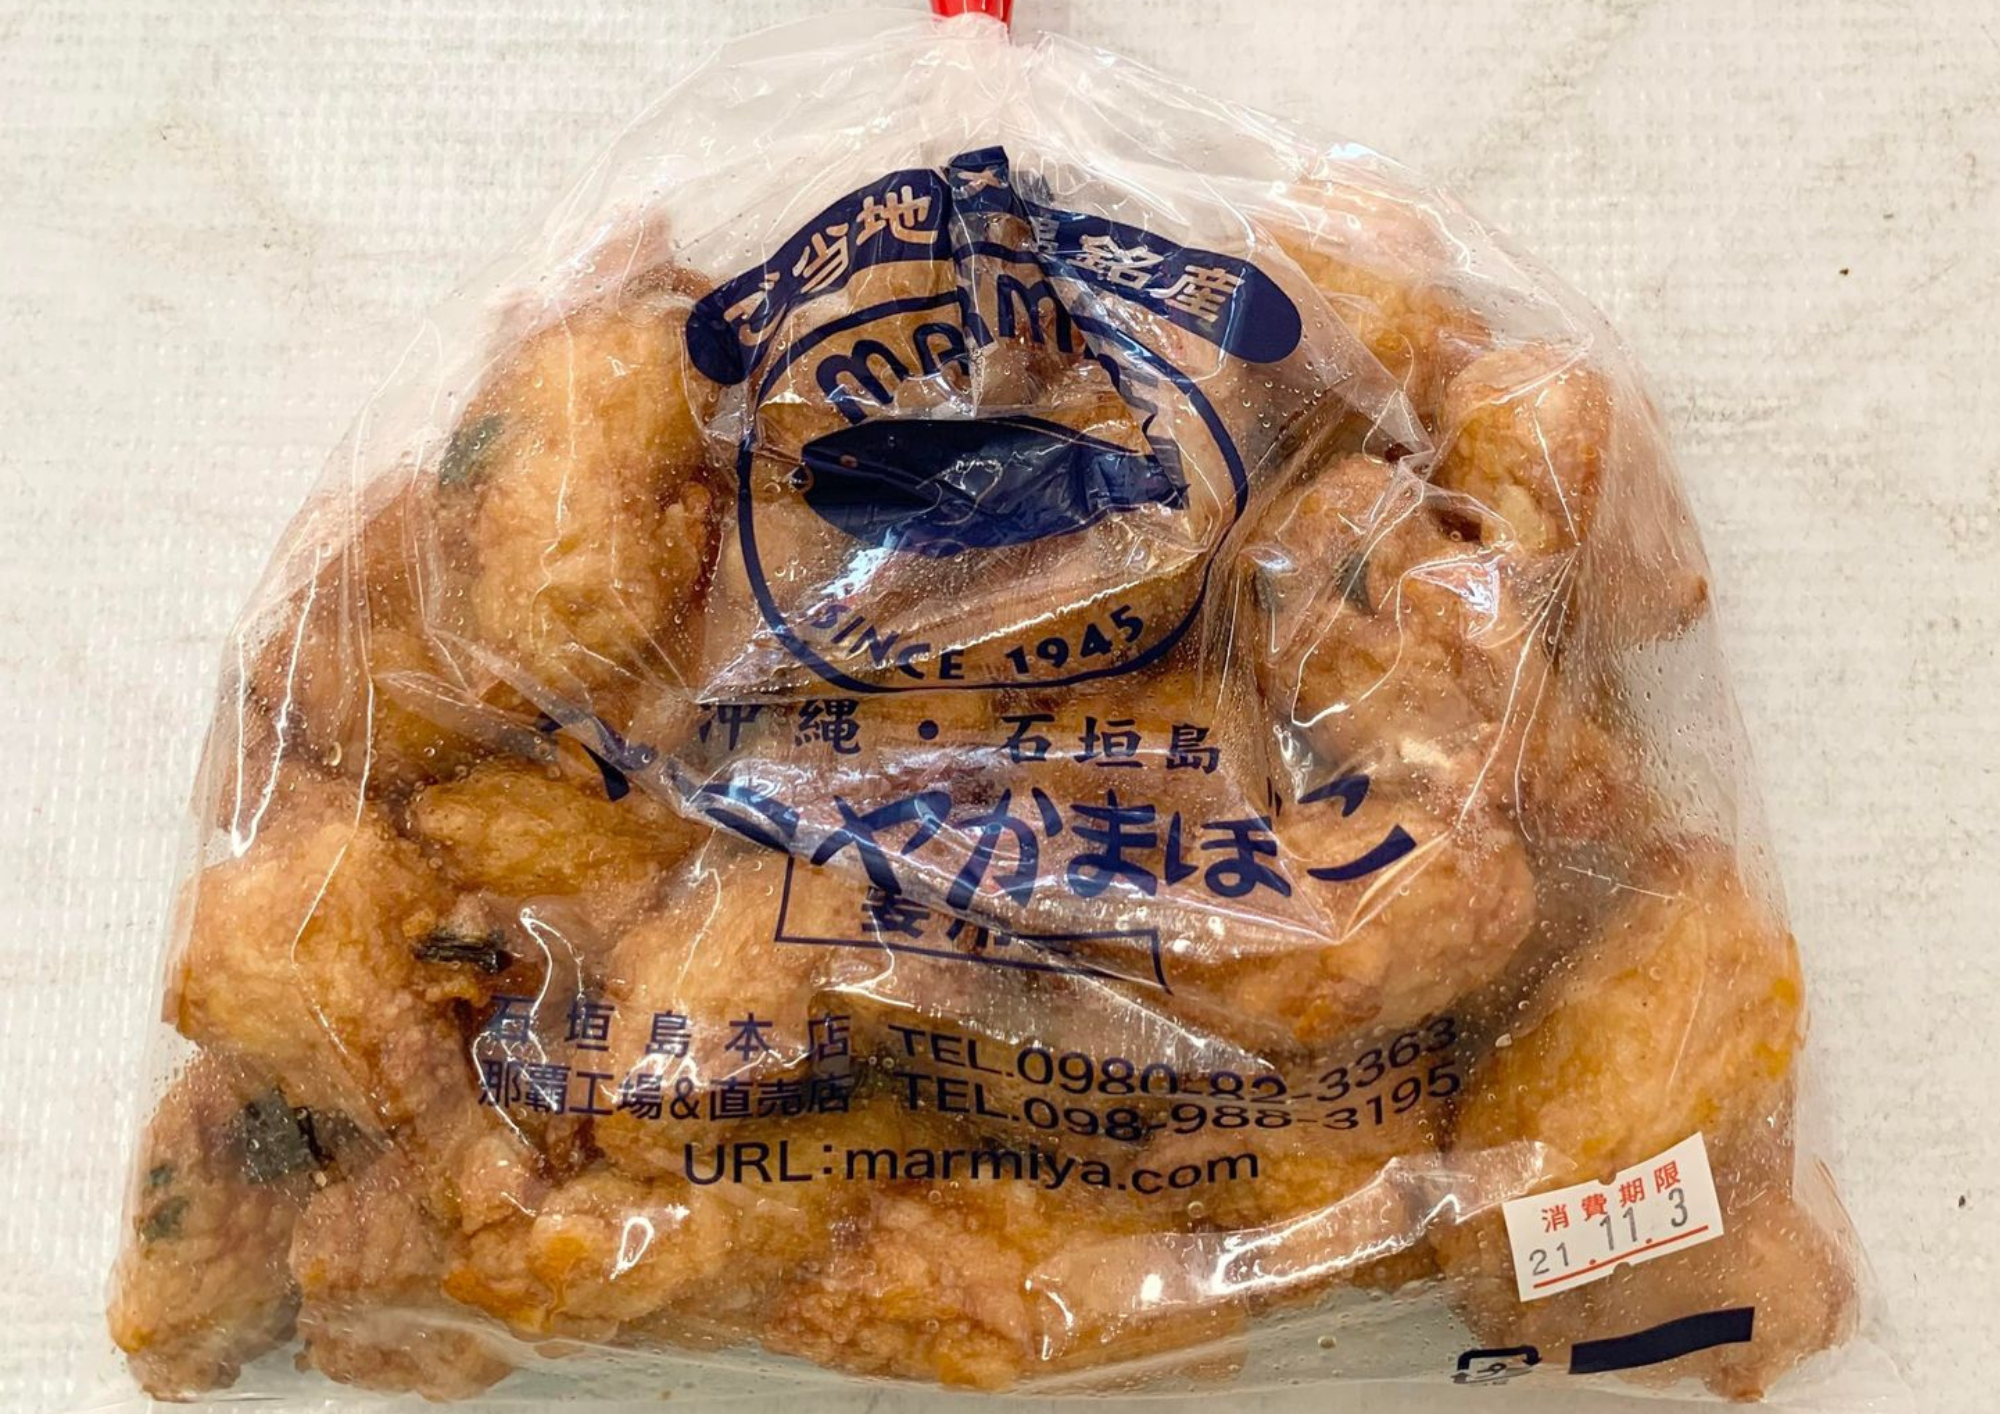 ご当地
銘産
SINCE 1945
沖縄・石垣島
やかまぼこ
石垣島本店 TEL.0980-82-3363
那覇工場&直売店 TEL.098-988-3195
URL:marmiya.com
消費期限
21.11.3